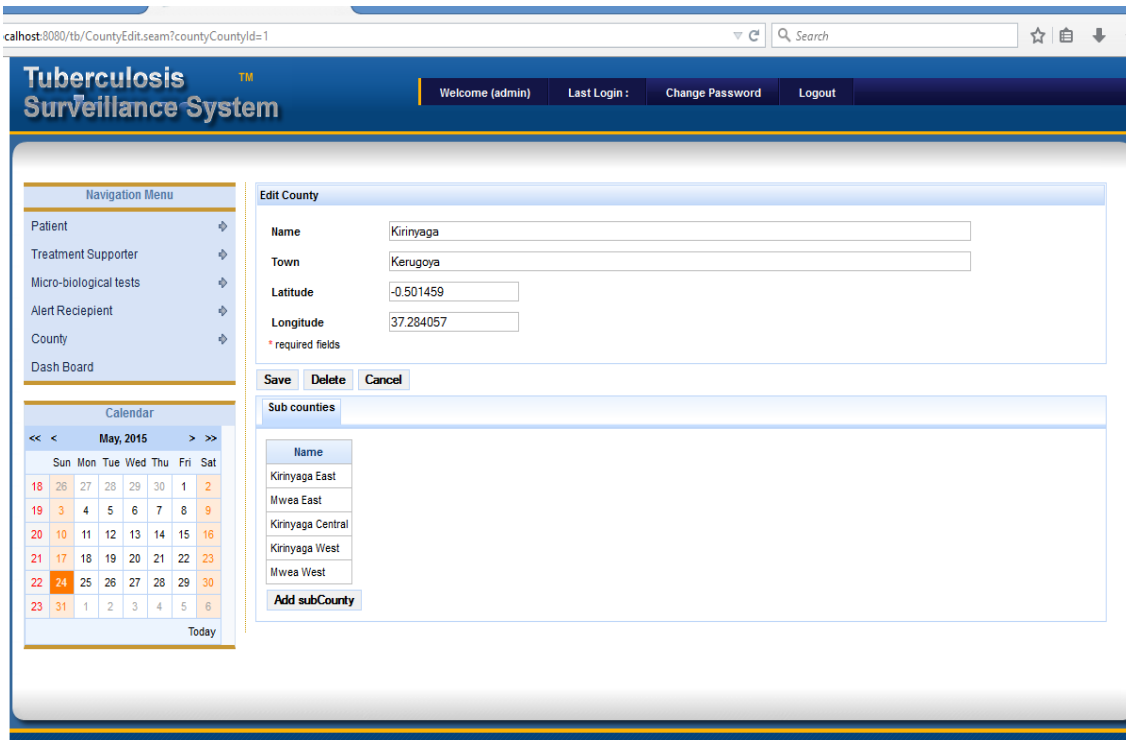 calhost:8080/tb/CountyEdit.seam?countyCountyId=1
Search
Tuberculosis TM
Surveillance System
Welcome (admin) Last Login : Change Password Logout
Navigation Menu
Patient
Treatment Supporter
Micro-biological tests
Alert Reciepient
County
Dash Board
Calendar
<< < May, 2015 > >>
Sun Mon Tue Wed Thu Fri Sat
18 26 27 28 29 30 1 2
19 3 4 5 6 7 8 9
20 10 11 12 13 14 15 16
21 17 18 19 20 21 22 23
22 24 25 26 27 28 29 30
23 31 1 2 3 4 5 6
Today
Edit County
Name Kirinyaga
Town Kerugoya
Latitude -0.501459
Longitude 37.284057
* required fields
Save Delete Cancel
Sub counties
Name
Kirinyaga East
Mwea East
Kirinyaga Central
Kirinyaga West
Mwea West
Add subCounty